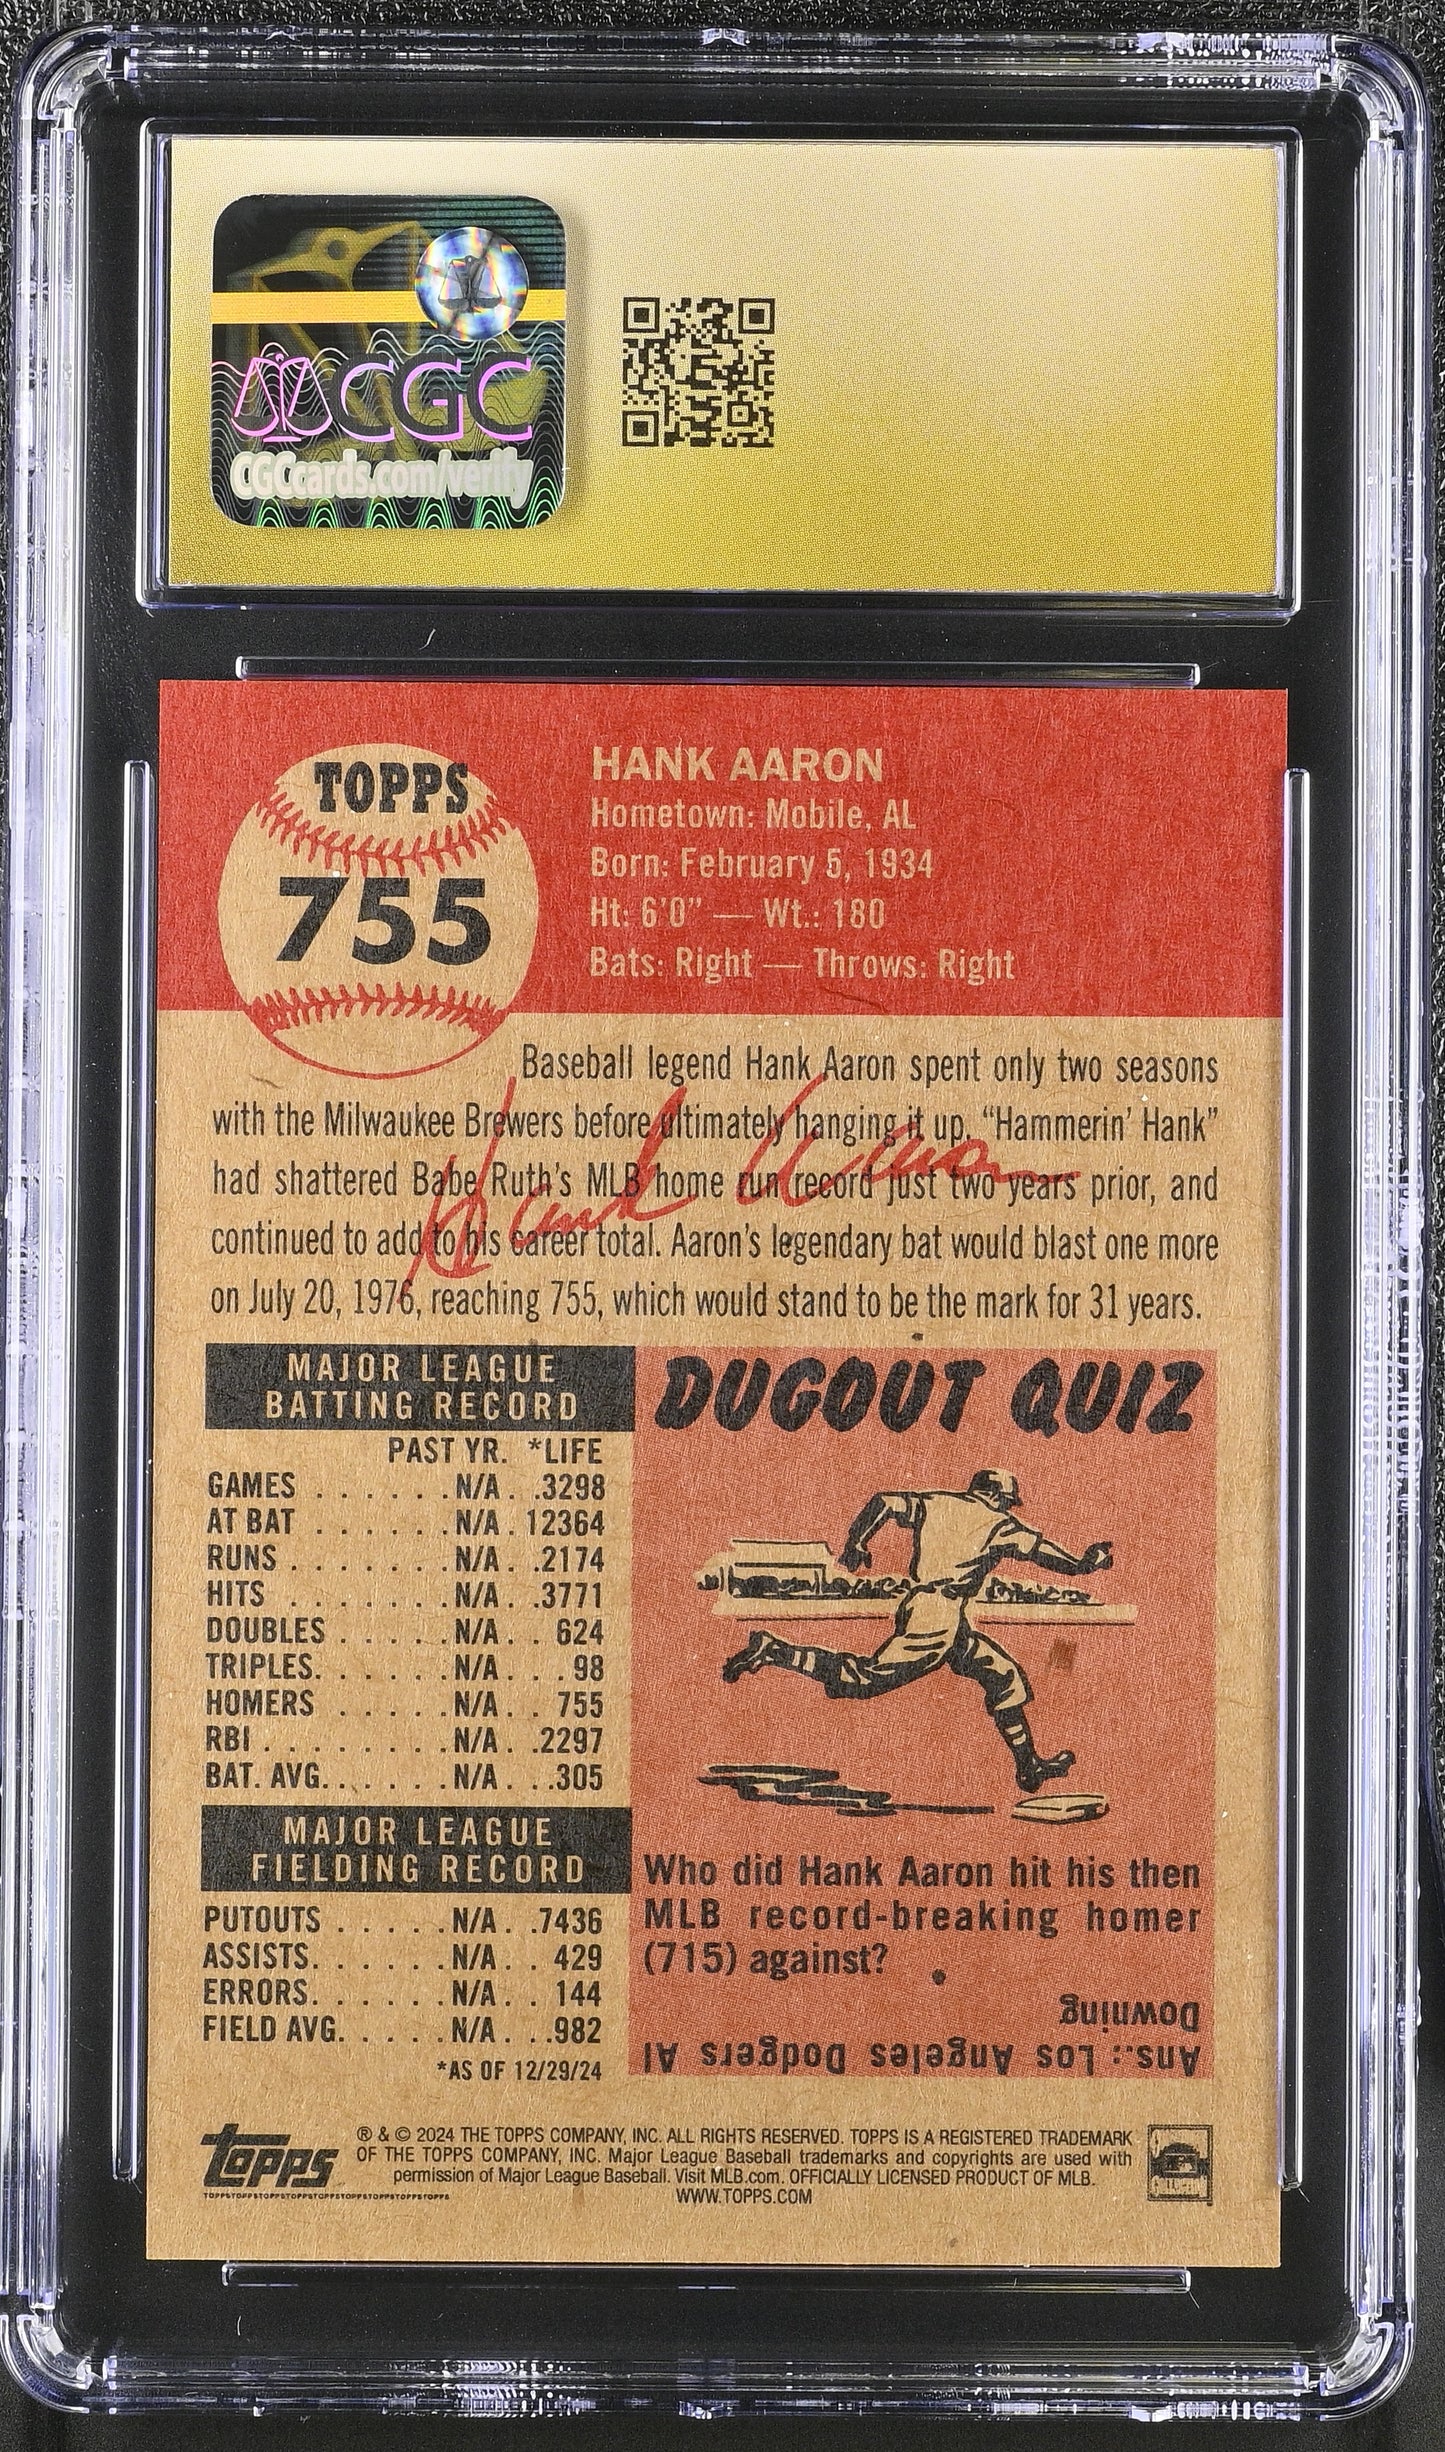 CGC
CGCcards.com/verify
TOPPS
755
HANK AARON
Hometown: Mobile, AL
Born: February 5, 1934
Ht: 6'0" — Wt.: 180
Bats: Right — Throws: Right
Baseball legend Hank Aaron spent only two seasons
with the Milwaukee Brewers before ultimately hanging it up. “Hammerin’ Hank”
had shattered Babe Ruth’s MLB home run record just two years prior, and
continued to add to his career total. Aaron’s legendary bat would blast one more
on July 20, 1976, reaching 755, which would stand to be the mark for 31 years.
Hank Aaron
MAJOR LEAGUE
BATTING RECORD
PAST YR. *LIFE
GAMES . . . . . . N/A . .3298
AT BAT . . . . . . N/A . 12364
RUNS . . . . . . . N/A . .2174
HITS . . . . . . . N/A . .3771
DOUBLES . . . . . N/A . . 624
TRIPLES. . . . . . N/A . . . 98
HOMERS . . . . . N/A . . 755
RBI . . . . . . . . N/A . .2297
BAT. AVG. . . . . . N/A . . .305
MAJOR LEAGUE
FIELDING RECORD
PUTOUTS . . . . . N/A . .7436
ASSISTS. . . . . . N/A . . 429
ERRORS. . . . . . N/A . . 144
FIELD AVG. . . . . N/A . . .982
*AS OF 12/29/24
DUGOUT QUIZ
Who did Hank Aaron hit his then
MLB record-breaking homer
(715) against?
Ans.: Los Angeles Dodgers Al
Downing
topps
® & © 2024 THE TOPPS COMPANY, INC. ALL RIGHTS RESERVED. TOPPS IS A REGISTERED TRADEMARK
OF THE TOPPS COMPANY, INC. Major League Baseball trademarks and copyrights are used with
permission of Major League Baseball. Visit MLB.com. OFFICIALLY LICENSED PRODUCT OF MLB.
WWW.TOPPS.COM